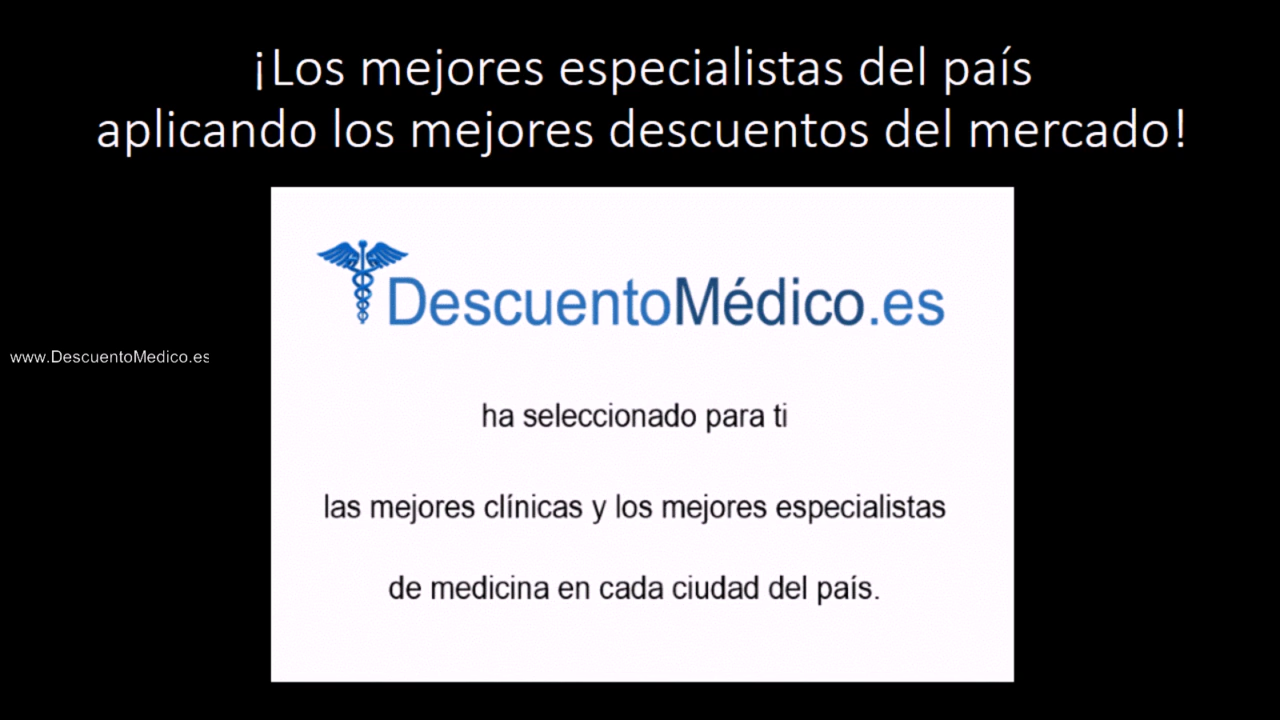 ¡Los mejores especialistas del país
aplicando los mejores descuentos del mercado!
DescuentoMédico.es
www.DescuentoMedico.es
ha seleccionado para ti
las mejores clínicas y los mejores especialistas
de medicina en cada ciudad del país.